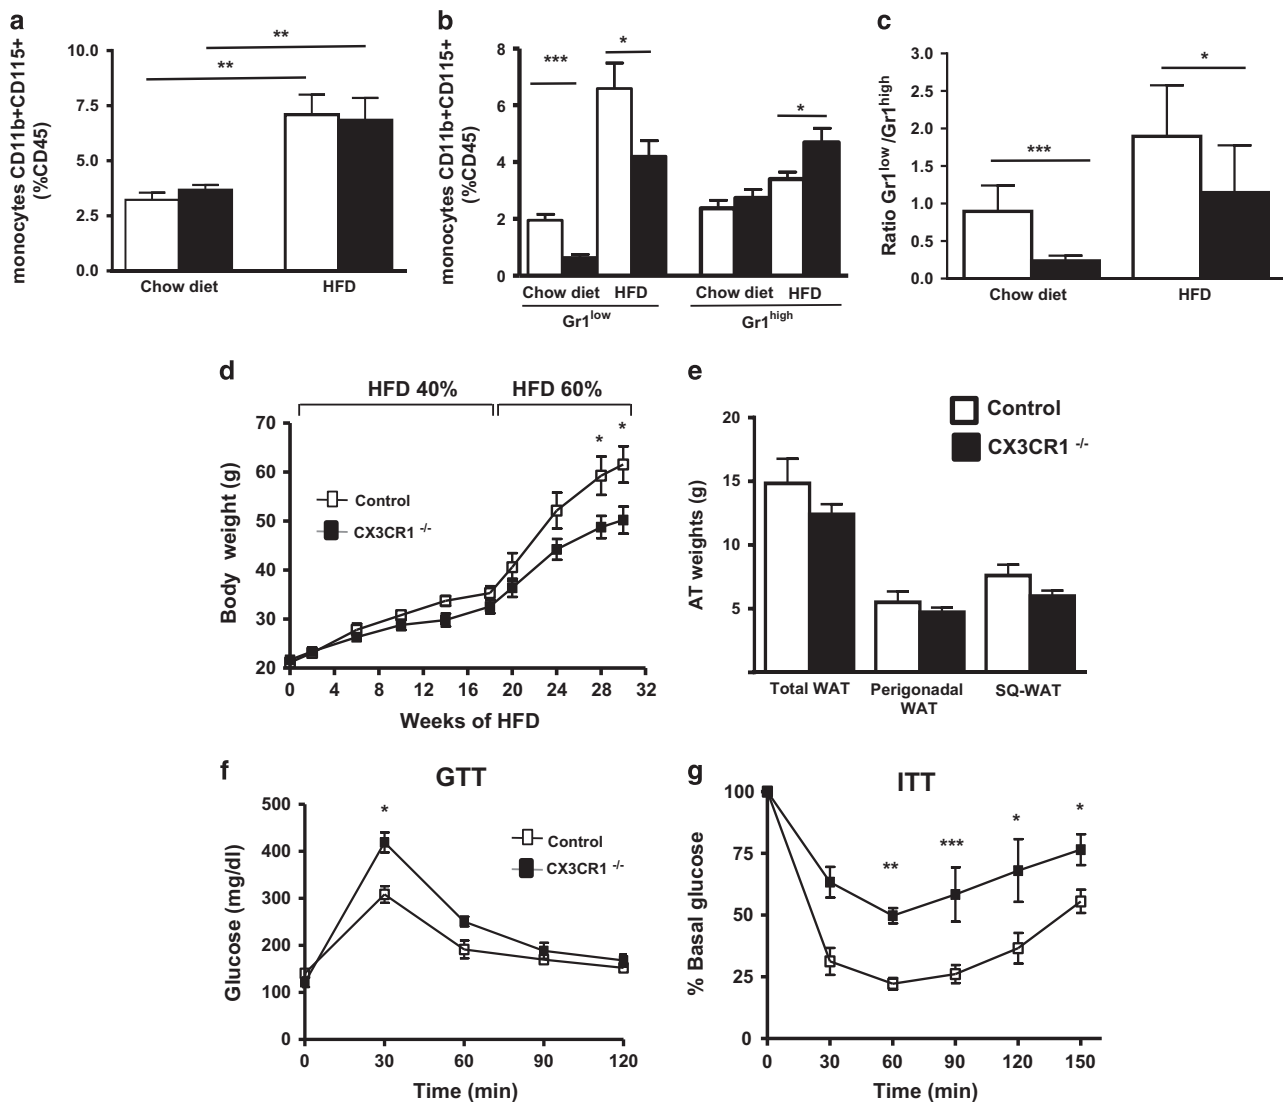 a
monocytes CD11b+CD115+
(%CD45)
10.0
7.5
5.0
2.5
0.0
**
**
Chow diet
HFD
b
monocytes CD11b+CD115+
(%CD45)
8
6
4
2
0
***
*
*
Chow diet HFD
Chow diet HFD
Gr1low
Gr1high
c
Ratio Gr1low/Gr1high
3.0
2.5
2.0
1.5
1.0
0.5
0.0
***
*
Chow diet
HFD
d
HFD 40%
HFD 60%
Body weight (g)
70
60
50
40
30
20
* *
Control
CX3CR1 -/-
0 4 8 12 16 20 24 28 32
Weeks of HFD
e
AT weights (g)
20
15
10
5
Control
CX3CR1 -/-
Total WAT
Perigonadal
WAT
SQ-WAT
f
GTT
Glucose (mg/dl)
500
400
300
200
100
0
*
Control
CX3CR1 -/-
0 30 60 90 120
Time (min)
g
ITT
% Basal glucose
100
75
50
25
0
** *** * *
0 30 60 90 120 150
Time (min)